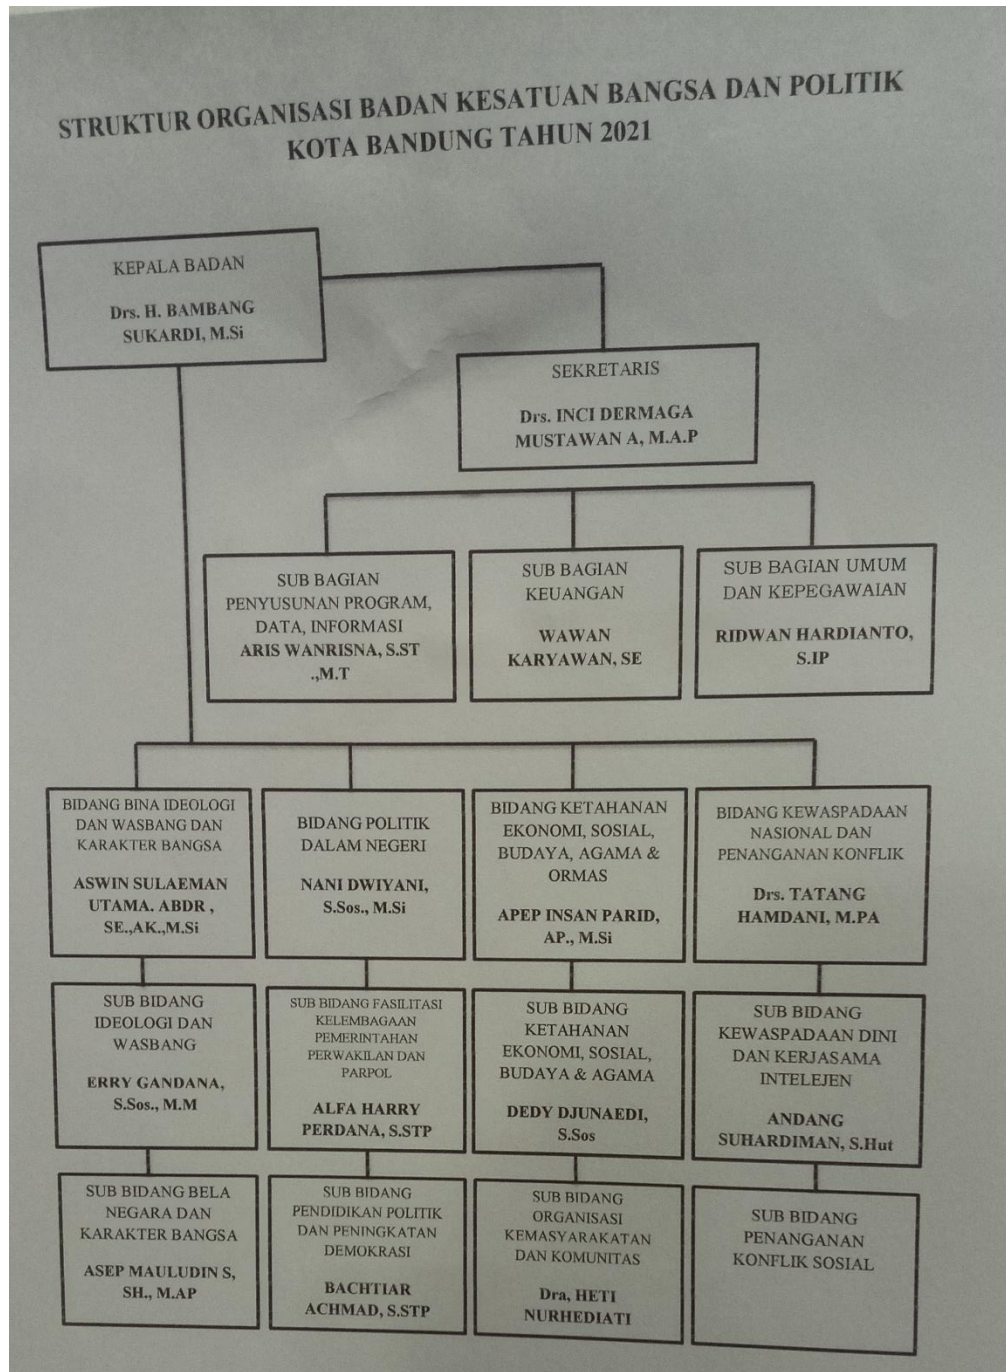 STRUKTUR ORGANISASI BADAN KESATUAN BANGSA DAN POLITIK
KOTA BANDUNG TAHUN 2021
KEPALA BADAN
Drs. H. BAMBANG
SUKARDI, M.Si
SEKRETARIS
Drs. INCI DERMAGA
MUSTAWAN A, M.A.P
SUB BAGIAN
PENYUSUNAN PROGRAM,
DATA, INFORMASI
ARIS WANRISNA, S.ST
.,M.T
SUB BAGIAN
KEUANGAN
WAWAN
KARYAWAN, SE
SUB BAGIAN UMUM
DAN KEPEGAWAIAN
RIDWAN HARDIANTO,
S.IP
BIDANG BINA IDEOLOGI
DAN WASBANG DAN
KARAKTER BANGSA
ASWIN SULAEMAN
UTAMA. ABDR ,
SE.,AK.,M.Si
BIDANG POLITIK
DALAM NEGERI
NANI DWIYANI,
S.Sos., M.Si
BIDANG KETAHANAN
EKONOMI, SOSIAL,
BUDAYA, AGAMA &
ORMAS
APEP INSAN PARID,
AP., M.Si
BIDANG KEWASPADAAN
NASIONAL DAN
PENANGANAN KONFLIK
Drs. TATANG
HAMDANI, M.PA
SUB BIDANG
IDEOLOGI DAN
WASBANG
ERRY GANDANA,
S.Sos., M.M
SUB BIDANG FASILITASI
KELEMBAGAAN
PEMERINTAHAN
PERWAKILAN DAN
PARPOL
ALFA HARRY
PERDANA, S.STP
SUB BIDANG
KETAHANAN
EKONOMI, SOSIAL,
BUDAYA & AGAMA
DEDY DJUNAEDI,
S.Sos
SUB BIDANG
KEWASPADAAN DINI
DAN KERJASAMA
INTELEJEN
ANDANG
SUHARDIMAN, S.Hut
SUB BIDANG BELA
NEGARA DAN
KARAKTER BANGSA
ASEP MAULUDIN S,
SH., M.AP
SUB BIDANG
PENDIDIKAN POLITIK
DAN PENINGKATAN
DEMOKRASI
BACHTIAR
ACHMAD, S.STP
SUB BIDANG
ORGANISASI
KEMASYARAKATAN
DAN KOMUNITAS
Dra, HETI
NURHEDIATI
SUB BIDANG
PENANGANAN
KONFLIK SOSIAL